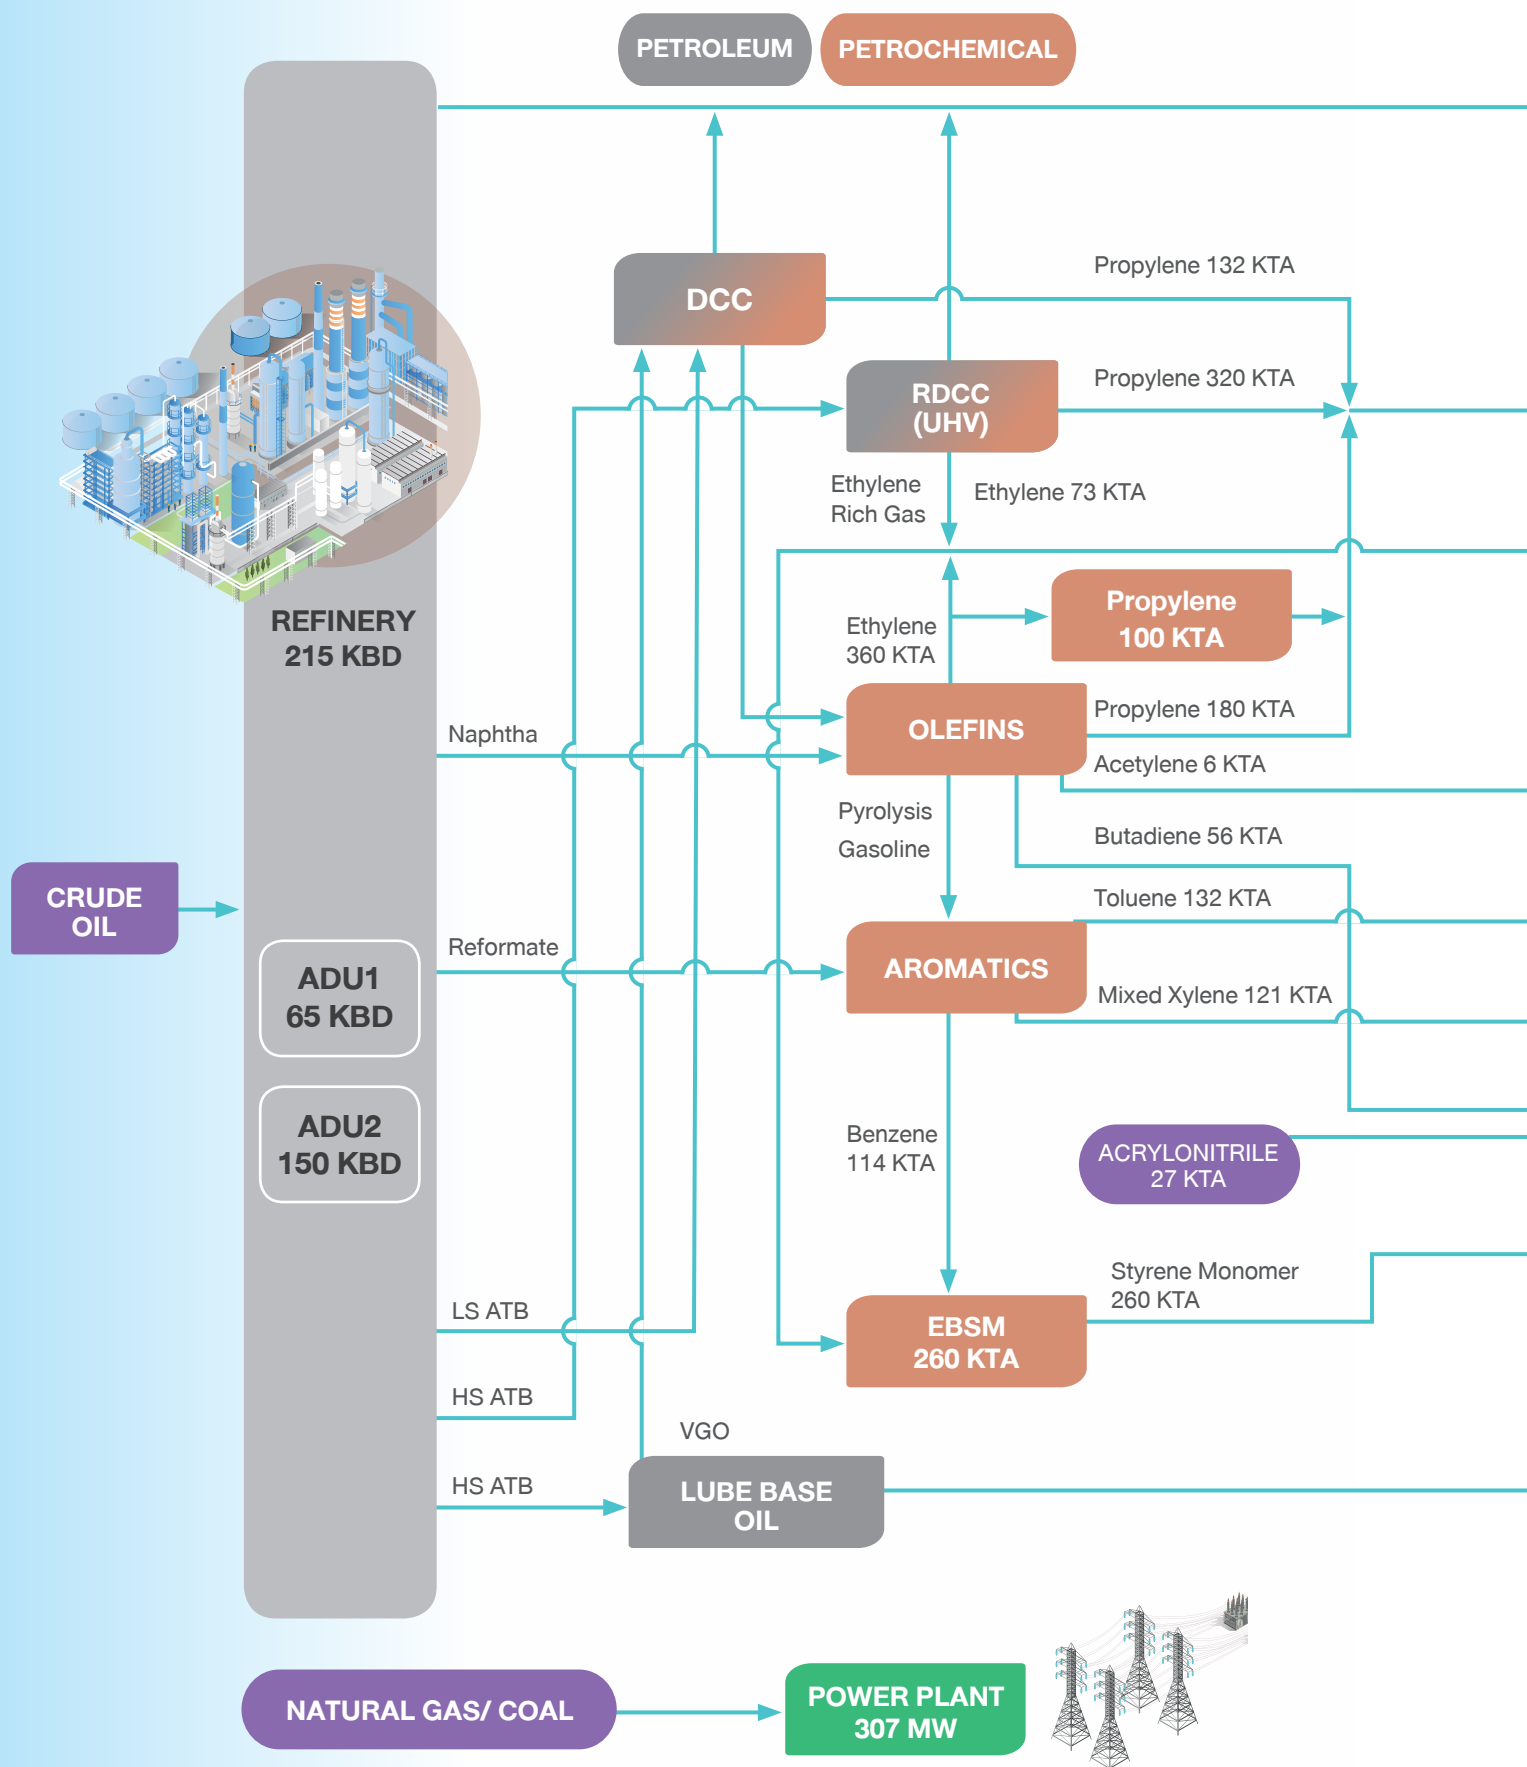 PETROLEUM
PETROCHEMICAL
Propylene 132 KTA
DCC
Propylene 320 KTA
RDCC
(UHV)
Ethylene
Rich Gas
Ethylene 73 KTA
Propylene
100 KTA
Ethylene
360 KTA
REFINERY
215 KBD
Naphtha
OLEFINS
Propylene 180 KTA
Acetylene 6 KTA
Pyrolysis
Gasoline
Butadiene 56 KTA
CRUDE
OIL
Toluene 132 KTA
Reformate
AROMATICS
ADU1
65 KBD
Mixed Xylene 121 KTA
ADU2
150 KBD
Benzene
114 KTA
ACRYLONITRILE
27 KTA
Styrene Monomer
260 KTA
LS ATB
EBSM
260 KTA
HS ATB
VGO
HS ATB
LUBE BASE
OIL
NATURAL GAS/ COAL
POWER PLANT
307 MW